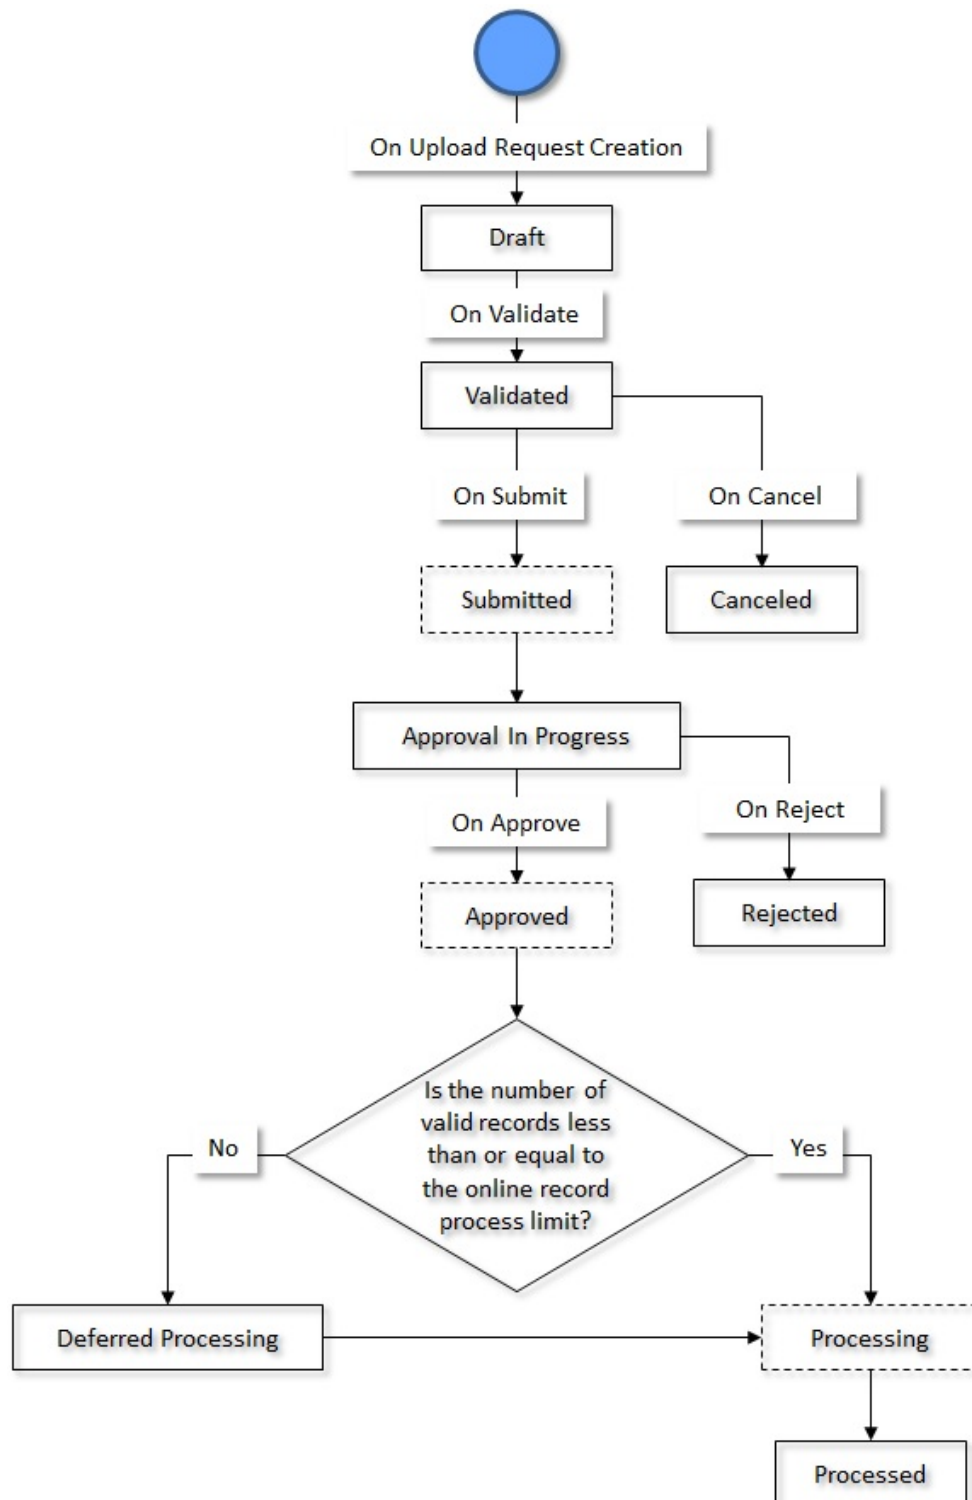 On Upload Request Creation
Draft
On Validate
Validated
On Submit
On Cancel
Submitted
Canceled
Approval In Progress
On Approve
On Reject
Approved
Rejected
Is the number of
valid records less
than or equal to
the online record
process limit?
No
Yes
Deferred Processing
Processing
Processed